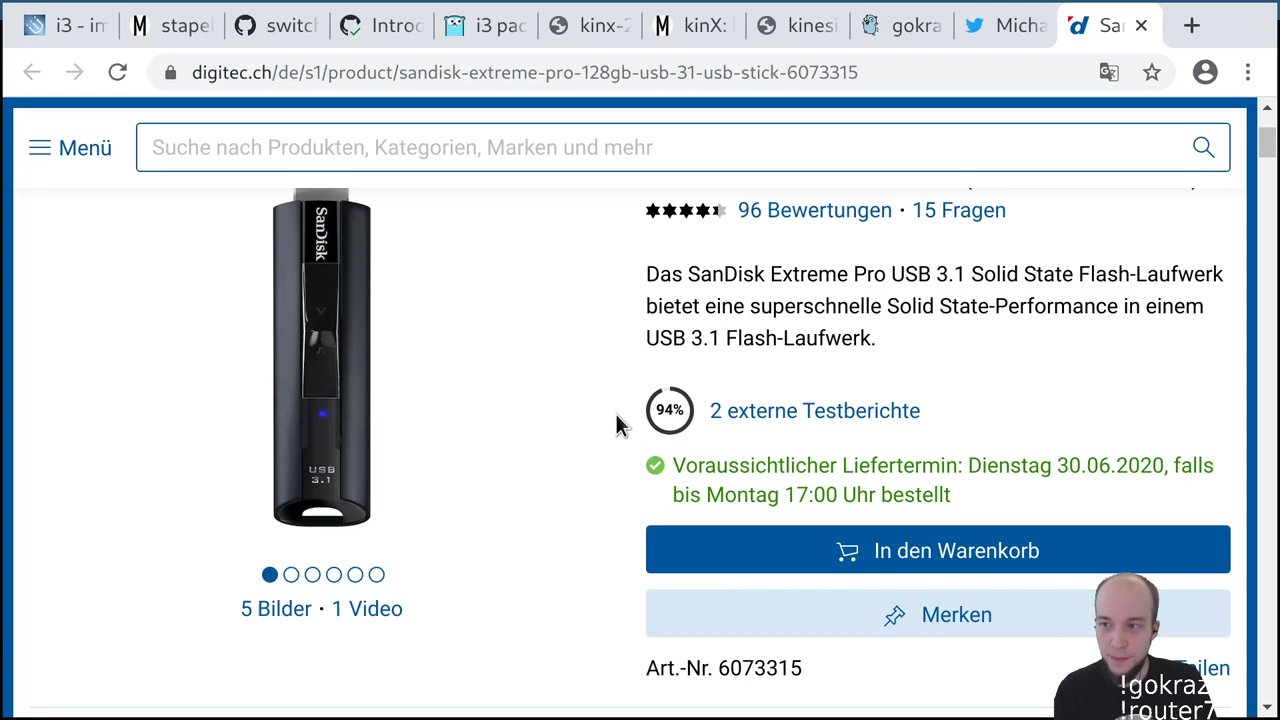 i3 - im
stapel
switch
Introd
i3 pac
kinx-2
kinX:
kinesi
gokra
Micha
Sa
digitec.ch/de/s1/product/sandisk-extreme-pro-128gb-usb-31-usb-stick-6073315
Menü
Suche nach Produkten, Kategorien, Marken und mehr
SanDisk
USB
3.1
96 Bewertungen · 15 Fragen
Das SanDisk Extreme Pro USB 3.1 Solid State Flash-Laufwerk
bietet eine superschnelle Solid State-Performance in einem
USB 3.1 Flash-Laufwerk.
94%
2 externe Testberichte
Voraussichtlicher Liefertermin: Dienstag 30.06.2020, falls
bis Montag 17:00 Uhr bestellt
In den Warenkorb
5 Bilder · 1 Video
Merken
Art.-Nr. 6073315
Teilen
!gokraz
!router7